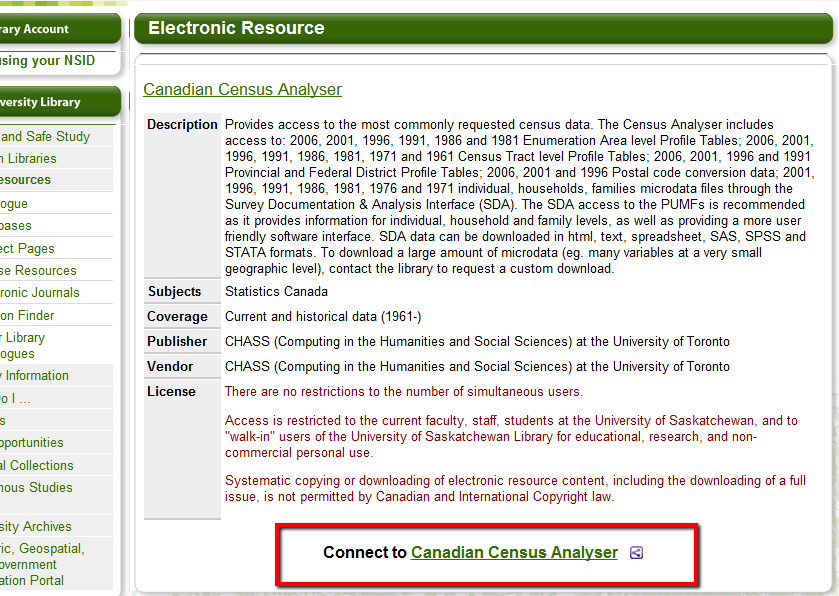 rary Account
using your NSID
versity Library
and Safe Study
n Libraries
esources
ogue
bases
ect Pages
se Resources
ronic Journals
on Finder
r Library
ogues
y Information
Do I ...
s
pportunities
al Collections
nous Studies
sity Archives
ric, Geospatial,
overnment
ation Portal
Electronic Resource
Canadian Census Analyser
Description Provides access to the most commonly requested census data. The Census Analyser includes
access to: 2006, 2001, 1996, 1991, 1986 and 1981 Enumeration Area level Profile Tables; 2006, 2001,
1996, 1991, 1986, 1981, 1971 and 1961 Census Tract level Profile Tables; 2006, 2001, 1996 and 1991
Provincial and Federal District Profile Tables; 2006, 2001 and 1996 Postal code conversion data; 2001,
1996, 1991, 1986, 1981, 1976 and 1971 individual, households, families microdata files through the
Survey Documentation & Analysis Interface (SDA). The SDA access to the PUMFs is recommended
as it provides information for individual, household and family levels, as well as providing a more user
friendly software interface. SDA data can be downloaded in html, text, spreadsheet, SAS, SPSS and
STATA formats. To download a large amount of microdata (eg. many variables at a very small
geographic level), contact the library to request a custom download.
Subjects Statistics Canada
Coverage Current and historical data (1961-)
Publisher CHASS (Computing in the Humanities and Social Sciences) at the University of Toronto
Vendor CHASS (Computing in the Humanities and Social Sciences) at the University of Toronto
License There are no restrictions to the number of simultaneous users.
Access is restricted to the current faculty, staff, students at the University of Saskatchewan, and to
"walk-in" users of the University of Saskatchewan Library for educational, research, and non-
commercial personal use.
Systematic copying or downloading of electronic resource content, including the downloading of a full
issue, is not permitted by Canadian and International Copyright law.
Connect to Canadian Census Analyser